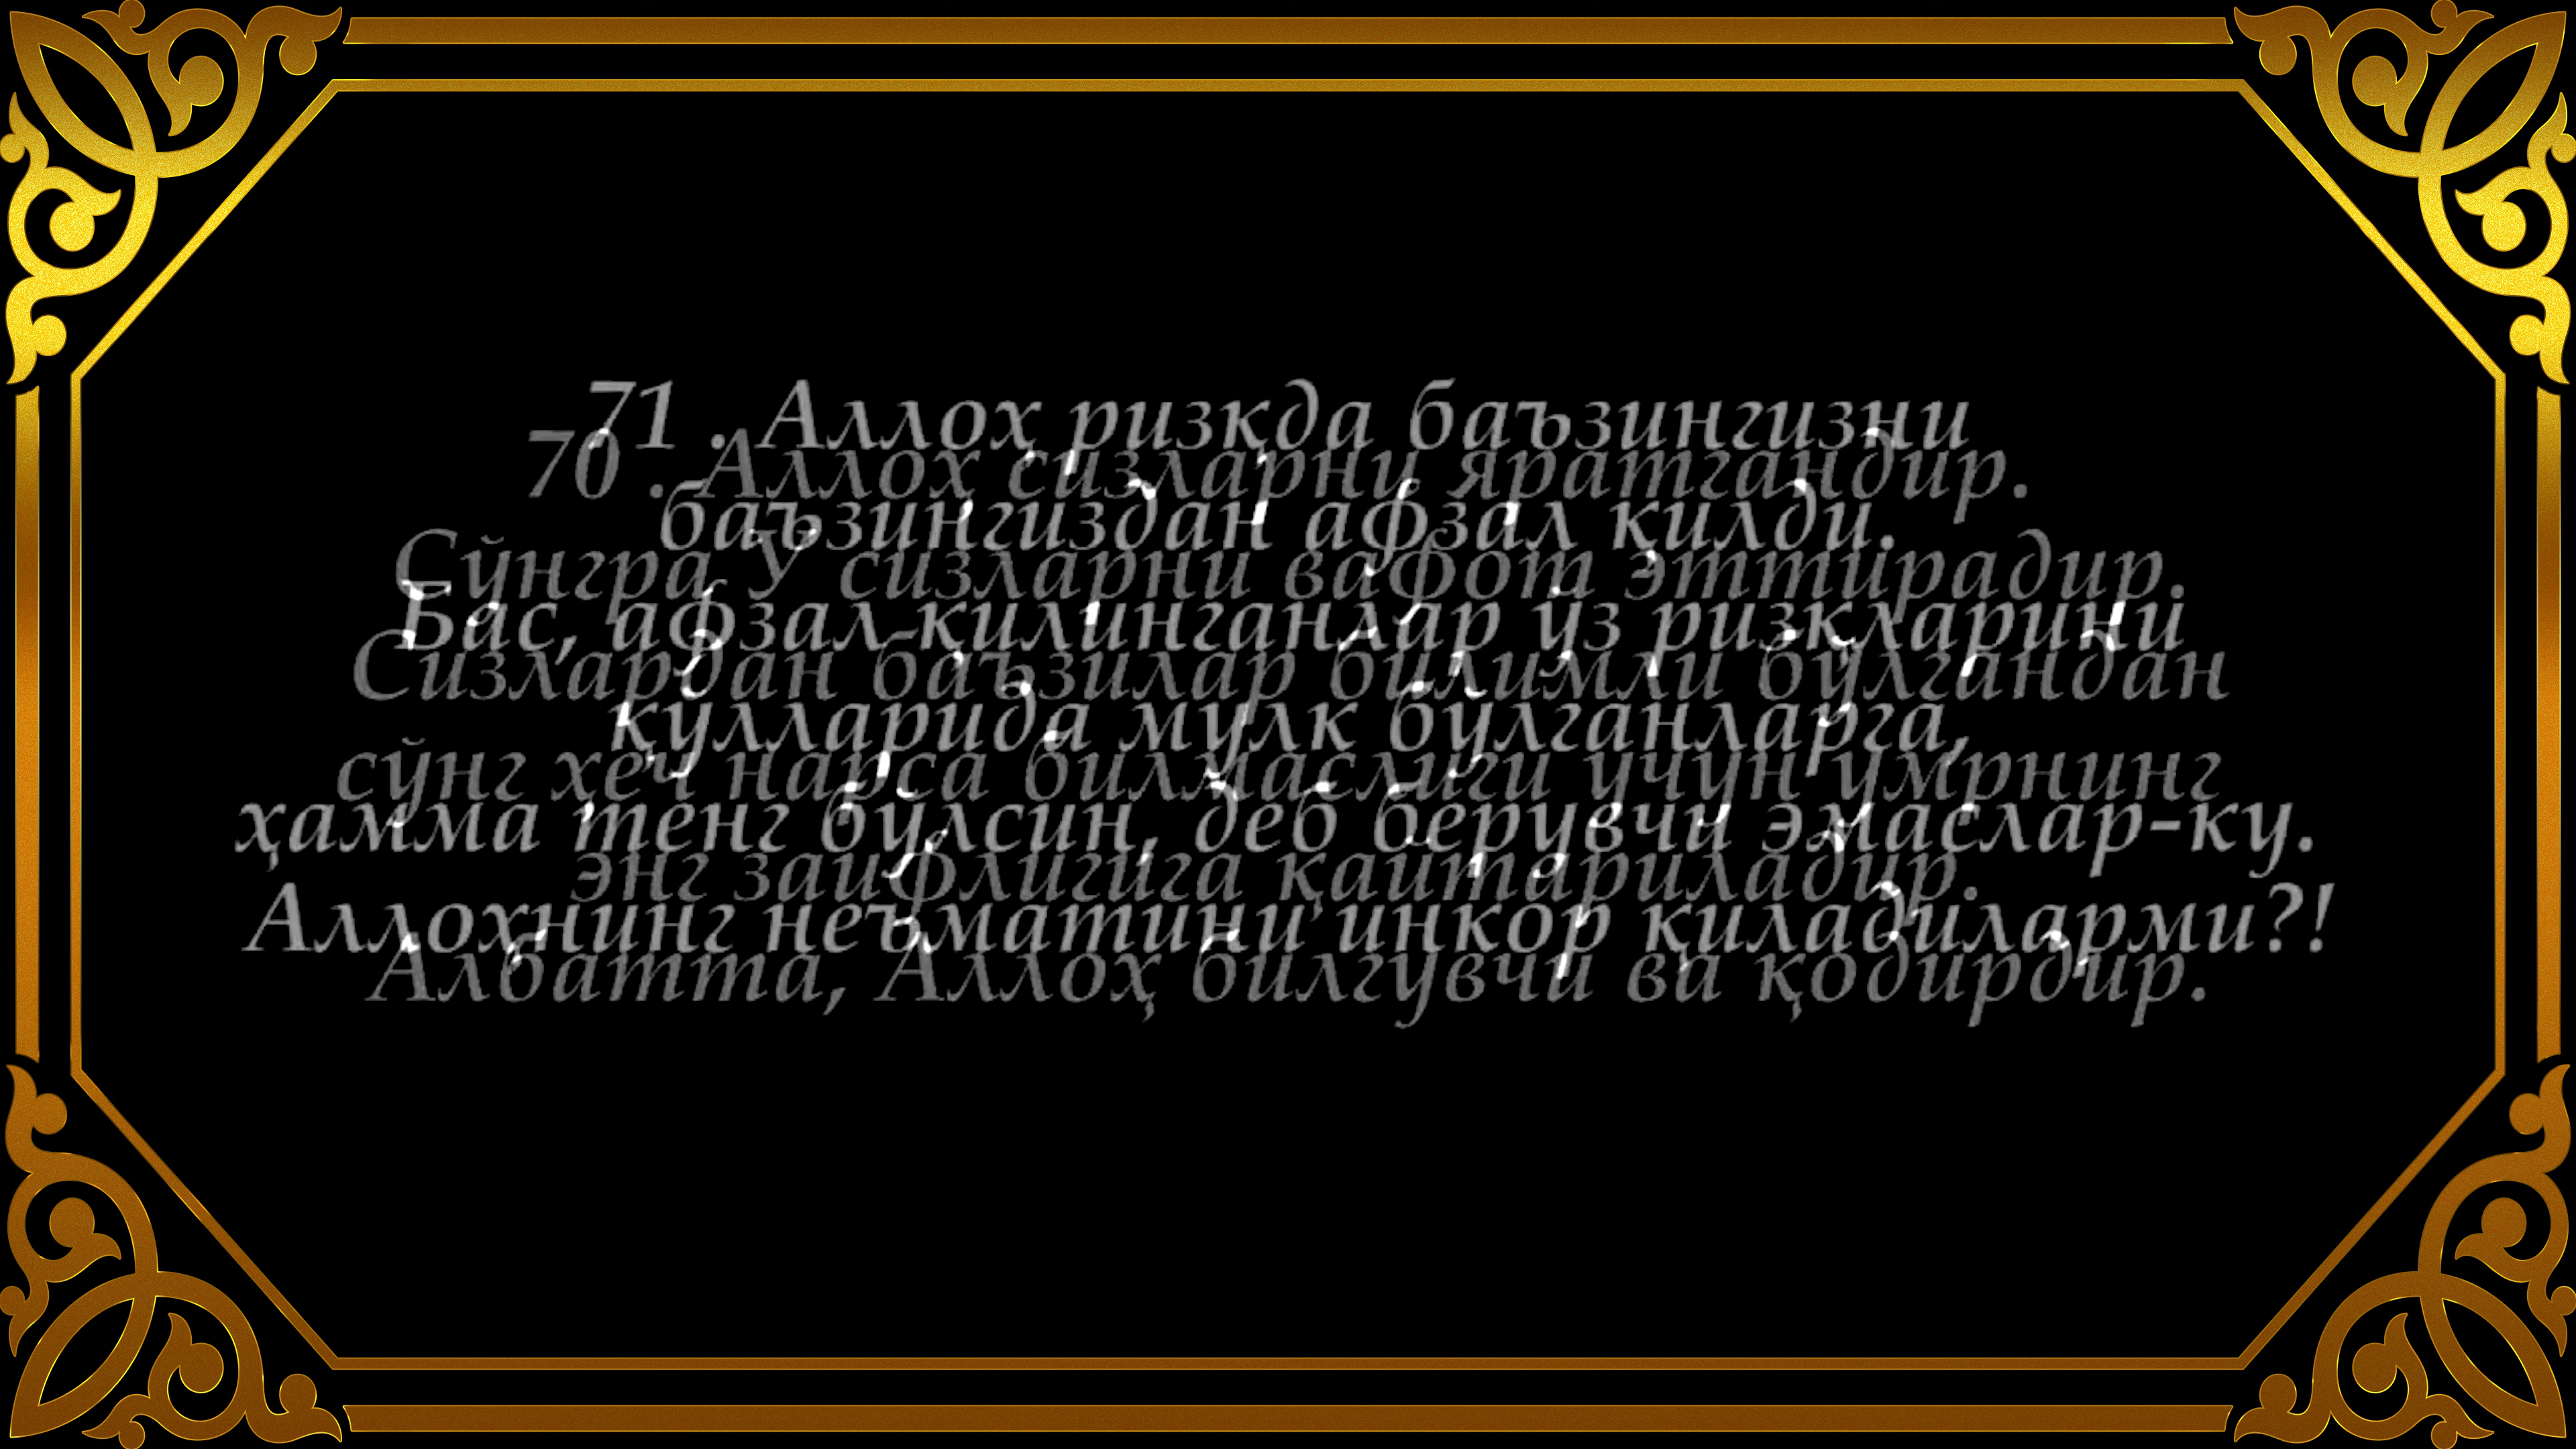 71 . Аллоҳ ризқда баъзингизни
70 . Аллоҳ сизларни яратгандир.
баъзингиздан афзал қилди.
Сўнгра У сизларни вафот эттирадир.
Бас, афзал қилинганлар ўз ризқларини
Сизлардан баъзилар билимли бўлгандан
қўлларида мулк бўлганларга,
сўнг ҳеч нарса билмаслиги учун умрнинг
ҳамма тенг бўлсин, деб берувчи эмаслар-ку.
энг заифлигига қайтариладир.
Аллоҳнинг неъматини инкор қиладиларми?!
Албатта, Аллоҳ билгувчи ва қодирдир.